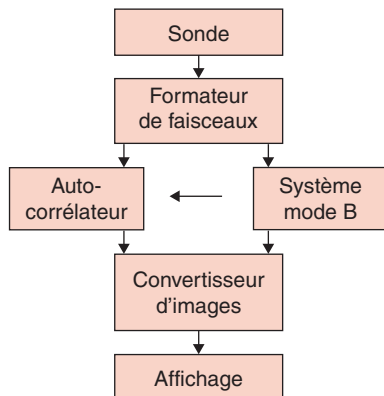 Sonde
Formateur
de faisceaux
Auto-
corrélateur
Système
mode B
Convertisseur
d'images
Affichage